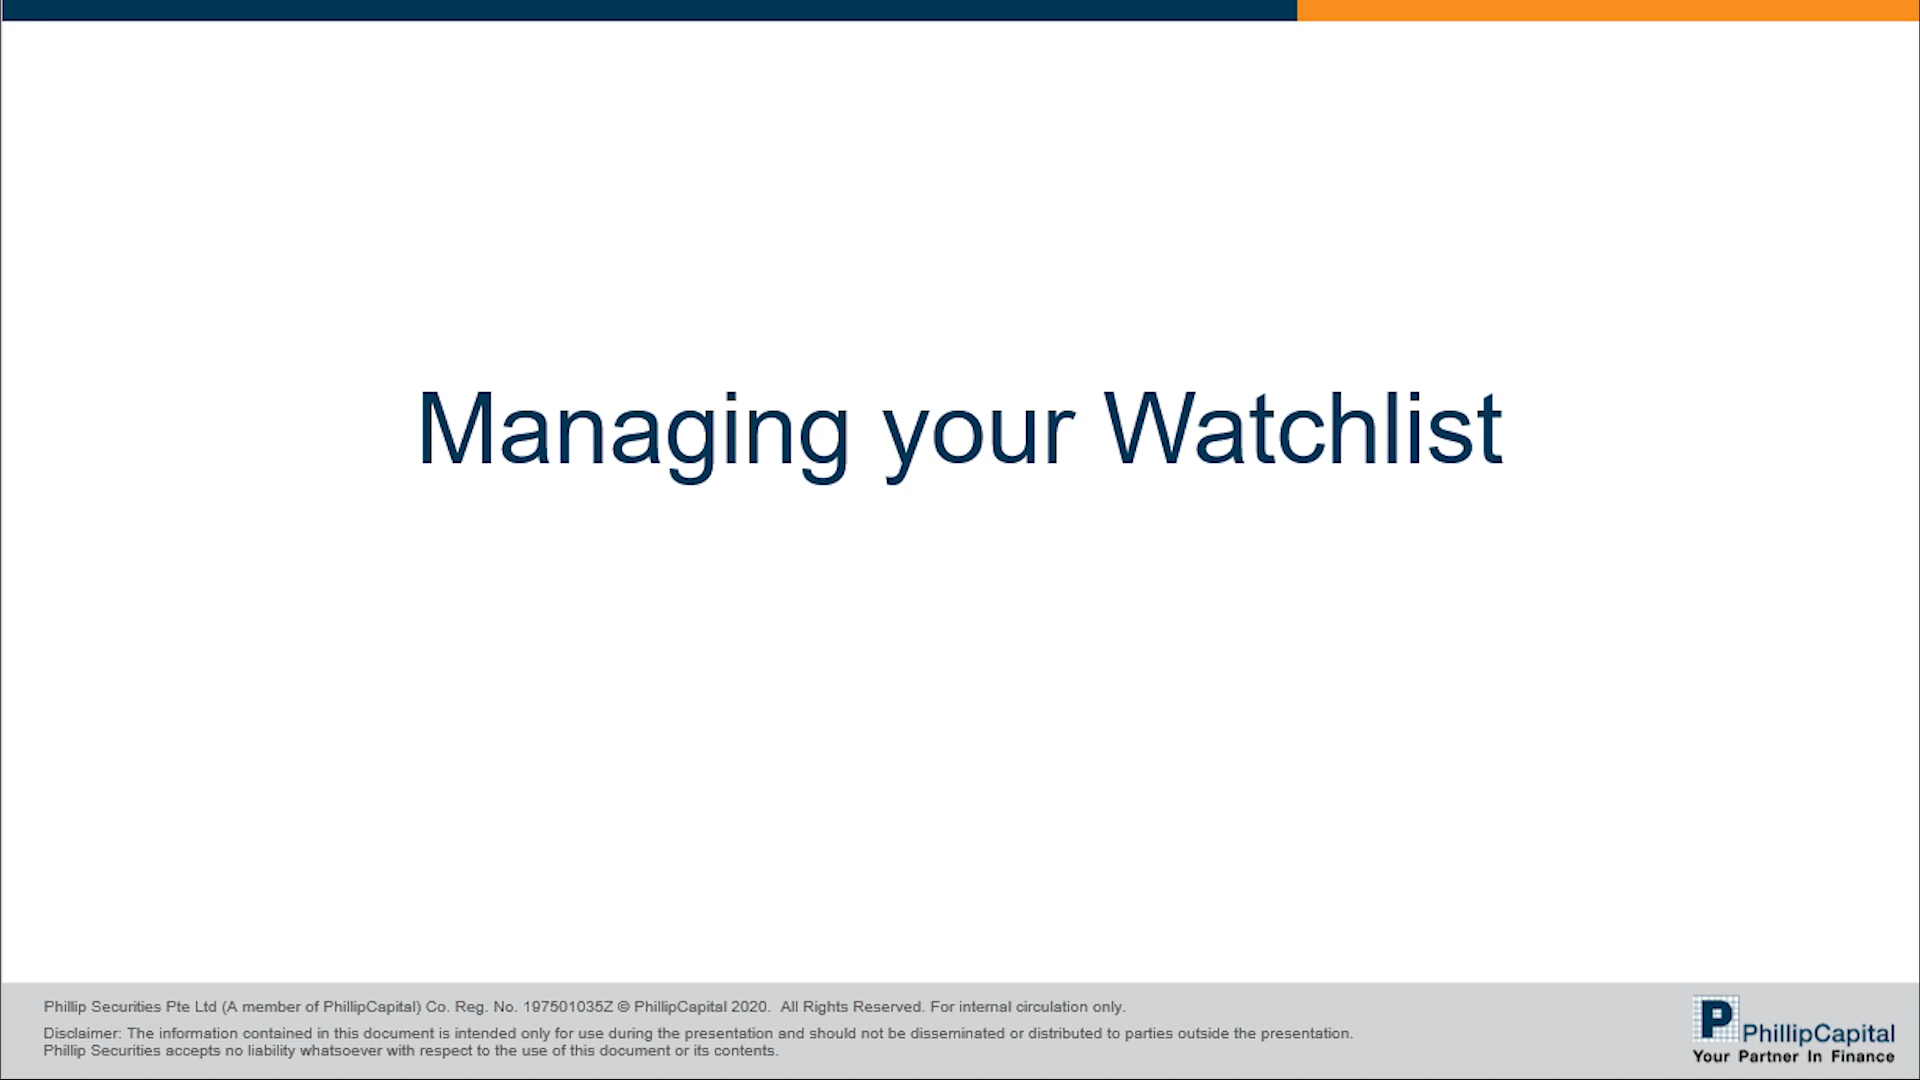 Managing your Watchlist
Phillip Securities Pte Ltd (A member of PhillipCapital) Co. Reg. No. 197501035Z © PhillipCapital 2020.  All Rights Reserved. For internal circulation only.
Disclaimer: The information contained in this document is intended only for use during the presentation and should not be disseminated or distributed to parties outside the presentation.
Phillip Securities accepts no liability whatsoever with respect to the use of this document or its contents.
P PhillipCapital
Your Partner In Finance